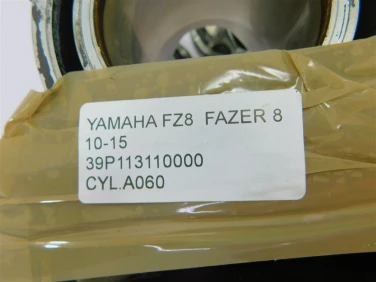 YAMAHA FZ8 FAZER 8
10-15
39P113110000
CYL.A060